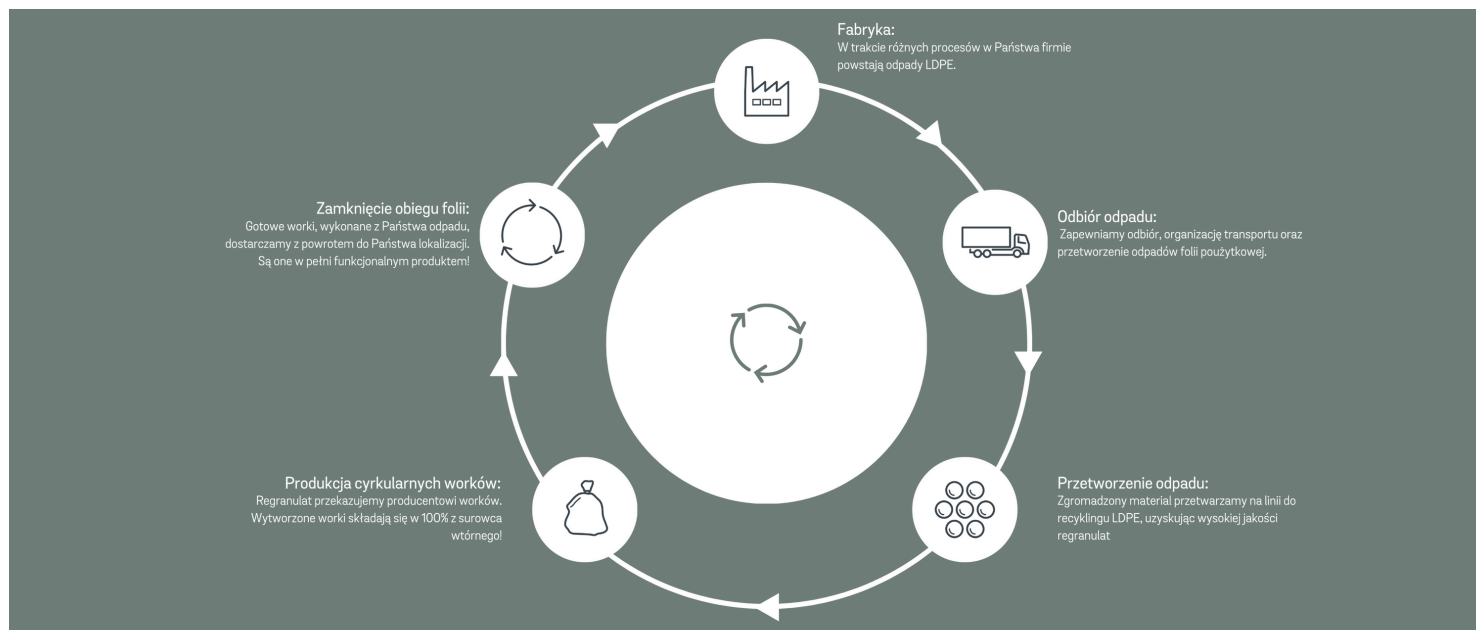 Fabryka:
W trakcie różnych procesów w Państwa firmie
powstają odpady LDPE.
Odbiór odpadu:
Zapewniamy odbiór, organizację transportu oraz
przetworzenie odpadów folii poużytkowej.
Przetworzenie odpadu:
Zgromadzony material przetwarzamy na linii do
recyklingu LDPE, uzyskując wysokiej jakości
regranulat
Produkcja cyrkularnych worków:
Regranulat przekazujemy producentowi worków.
Wytworzone worki składają się w 100% z surowca
wtórnego!
Zamknięcie obiegu folii:
Gotowe worki, wykonane z Państwa odpadu,
dostarczamy z powrotem do Państwa lokalizacji.
Są one w pełni funkcjonalnym produktem!